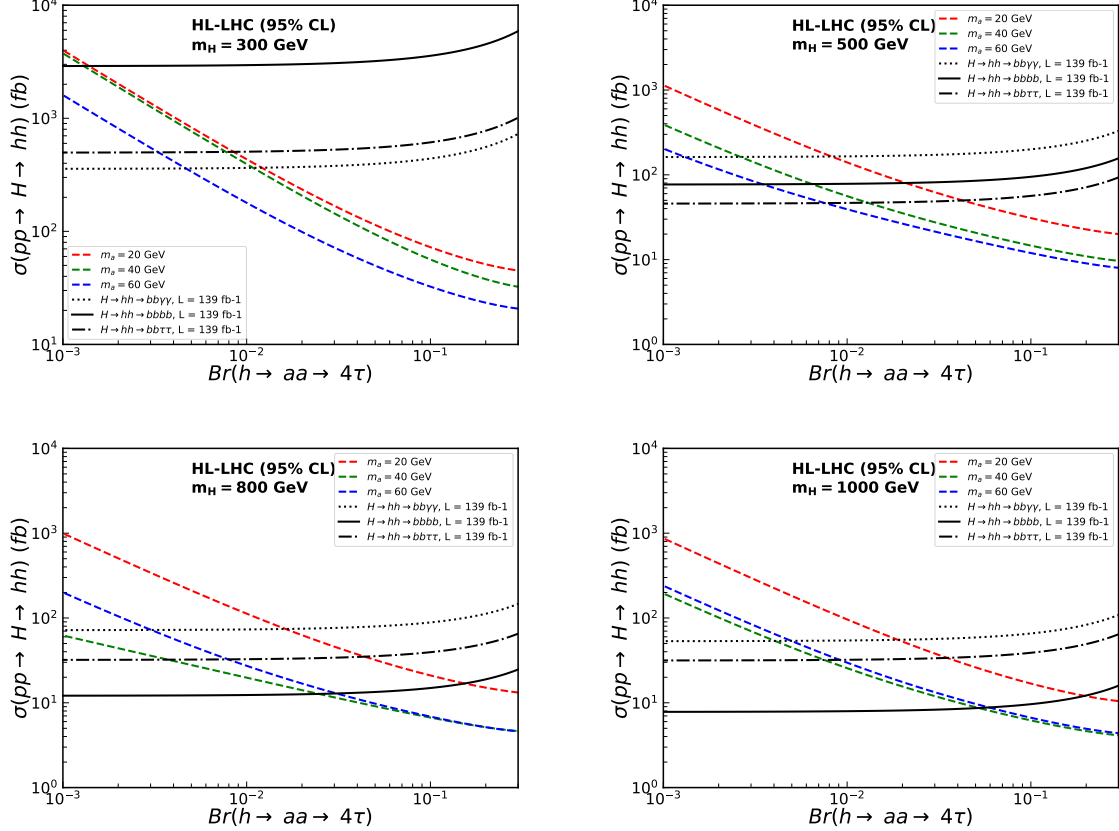 HL-LHC (95% CL)
m_H = 300 GeV
σ(pp → H → hh) (fb)
10^4
10^3
10^2
10^1
m_a = 20 GeV
m_a = 40 GeV
m_a = 60 GeV
H→hh→bbγγ, L = 139 fb-1
H→hh→bbbb, L = 139 fb-1
H→hh→bbττ, L = 139 fb-1
10^-3
10^-2
10^-1
Br(h → aa → 4τ)
HL-LHC (95% CL)
m_H = 500 GeV
m_a = 20 GeV
m_a = 40 GeV
m_a = 60 GeV
H→hh→bbγγ, L = 139 fb-1
H→hh→bbbb, L = 139 fb-1
H→hh→bbττ, L = 139 fb-1
σ(pp → H → hh) (fb)
10^4
10^3
10^2
10^1
10^0
10^-3
10^-2
10^-1
Br(h → aa → 4τ)
HL-LHC (95% CL)
m_H = 800 GeV
m_a = 20 GeV
m_a = 40 GeV
m_a = 60 GeV
H→hh→bbγγ, L = 139 fb-1
H→hh→bbbb, L = 139 fb-1
H→hh→bbττ, L = 139 fb-1
σ(pp → H → hh) (fb)
10^4
10^3
10^2
10^1
10^0
10^-3
10^-2
10^-1
Br(h → aa → 4τ)
HL-LHC (95% CL)
m_H = 1000 GeV
m_a = 20 GeV
m_a = 40 GeV
m_a = 60 GeV
H→hh→bbγγ, L = 139 fb-1
H→hh→bbbb, L = 139 fb-1
H→hh→bbττ, L = 139 fb-1
σ(pp → H → hh) (fb)
10^4
10^3
10^2
10^1
10^0
10^-3
10^-2
10^-1
Br(h → aa → 4τ)